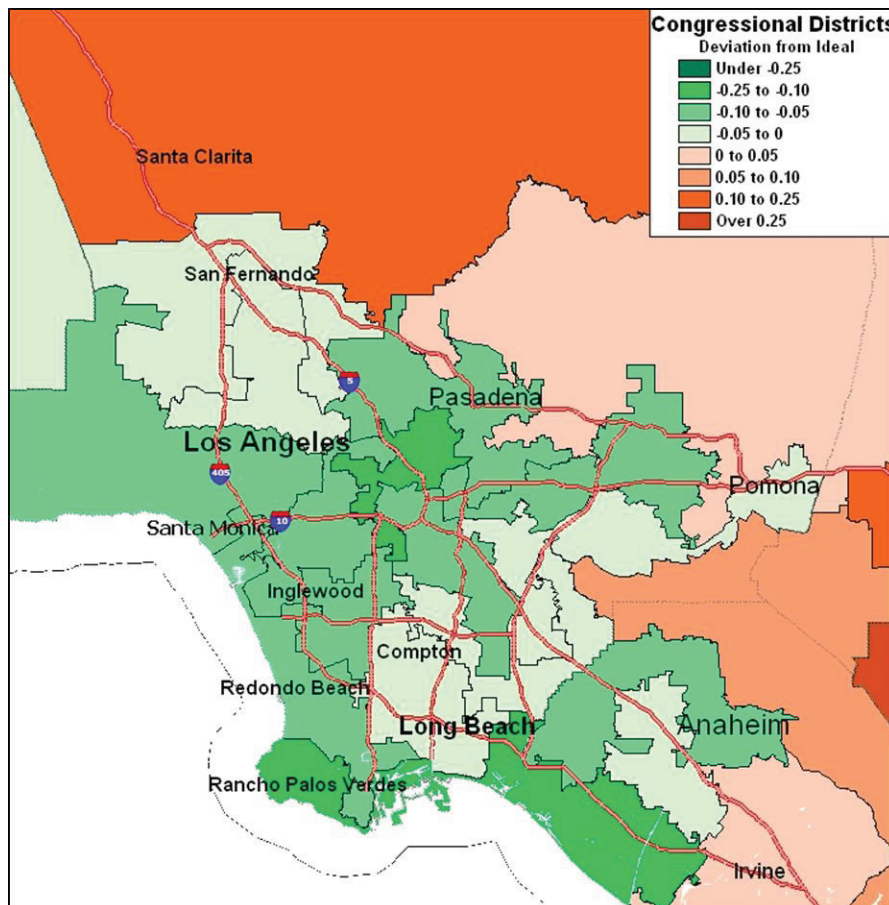 Congressional Districts
Deviation from Ideal
Under -0.25
-0.25 to -0.10
-0.10 to -0.05
-0.05 to 0
0 to 0.05
0.05 to 0.10
0.10 to 0.25
Over 0.25
Santa Clarita
San Fernando
5
Pasadena
Los Angeles
405
Pomona
Santa Monica
10
Inglewood
Compton
Redondo Beach
Long Beach
Anaheim
Rancho Palos Verdes
Irvine